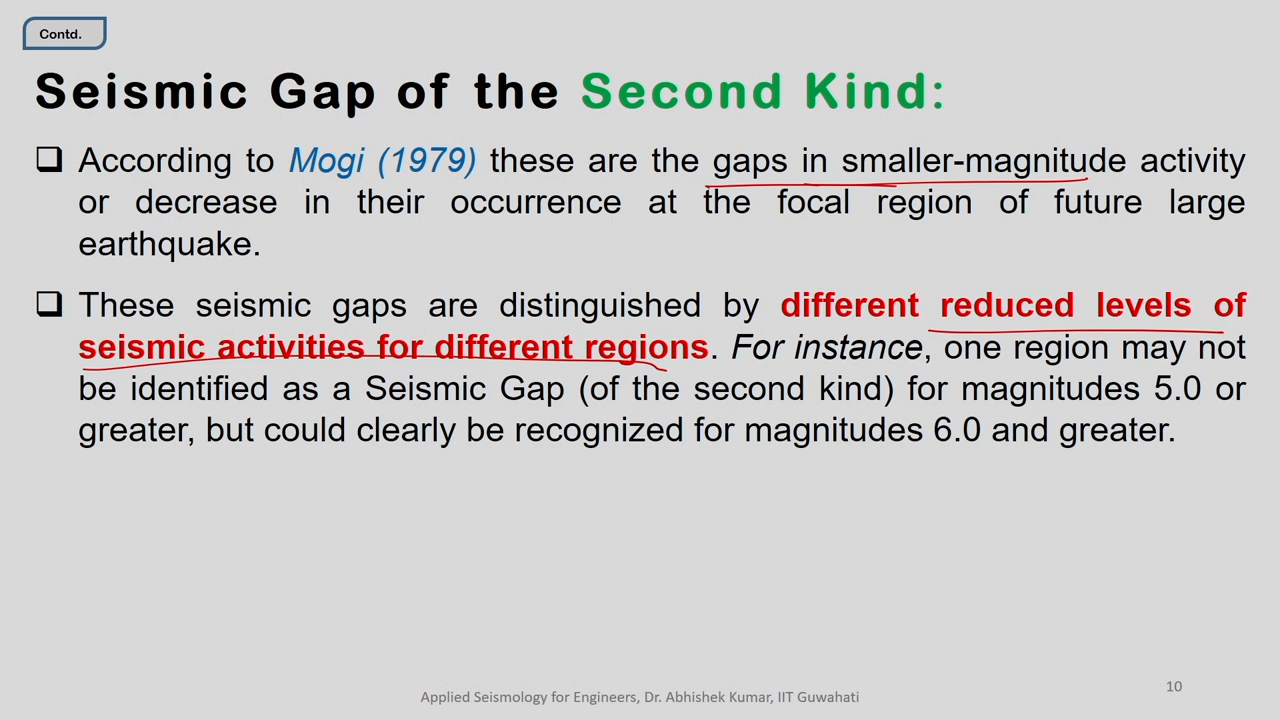 Contd.
Seismic Gap of the Second Kind:
❑ According to Mogi (1979) these are the gaps in smaller-magnitude activity
or decrease in their occurrence at the focal region of future large
earthquake.
❑ These seismic gaps are distinguished by different reduced levels of
seismic activities for different regions. For instance, one region may not
be identified as a Seismic Gap (of the second kind) for magnitudes 5.0 or
greater, but could clearly be recognized for magnitudes 6.0 and greater.
Applied Seismology for Engineers, Dr. Abhishek Kumar, IIT Guwahati
10